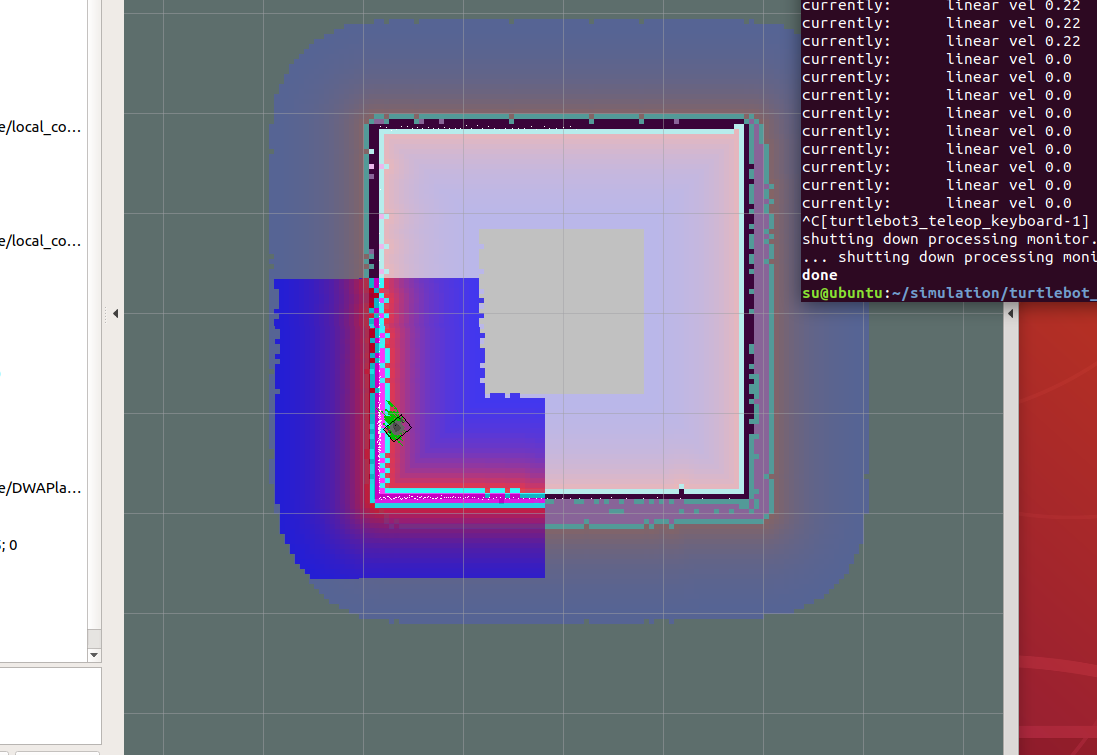 currently: linear vel 0.22
currently: linear vel 0.22
currently: linear vel 0.22
currently: linear vel 0.0
currently: linear vel 0.0
currently: linear vel 0.0
currently: linear vel 0.0
currently: linear vel 0.0
currently: linear vel 0.0
currently: linear vel 0.0
currently: linear vel 0.0
currently: linear vel 0.0
^C[turtlebot3_teleop_keyboard-1]
shutting down processing monitor.
... shutting down processing moni
done
su@ubuntu:~/simulation/turtlebot_
e/local_co...
e/local_co...
e/DWAPla...
; 0